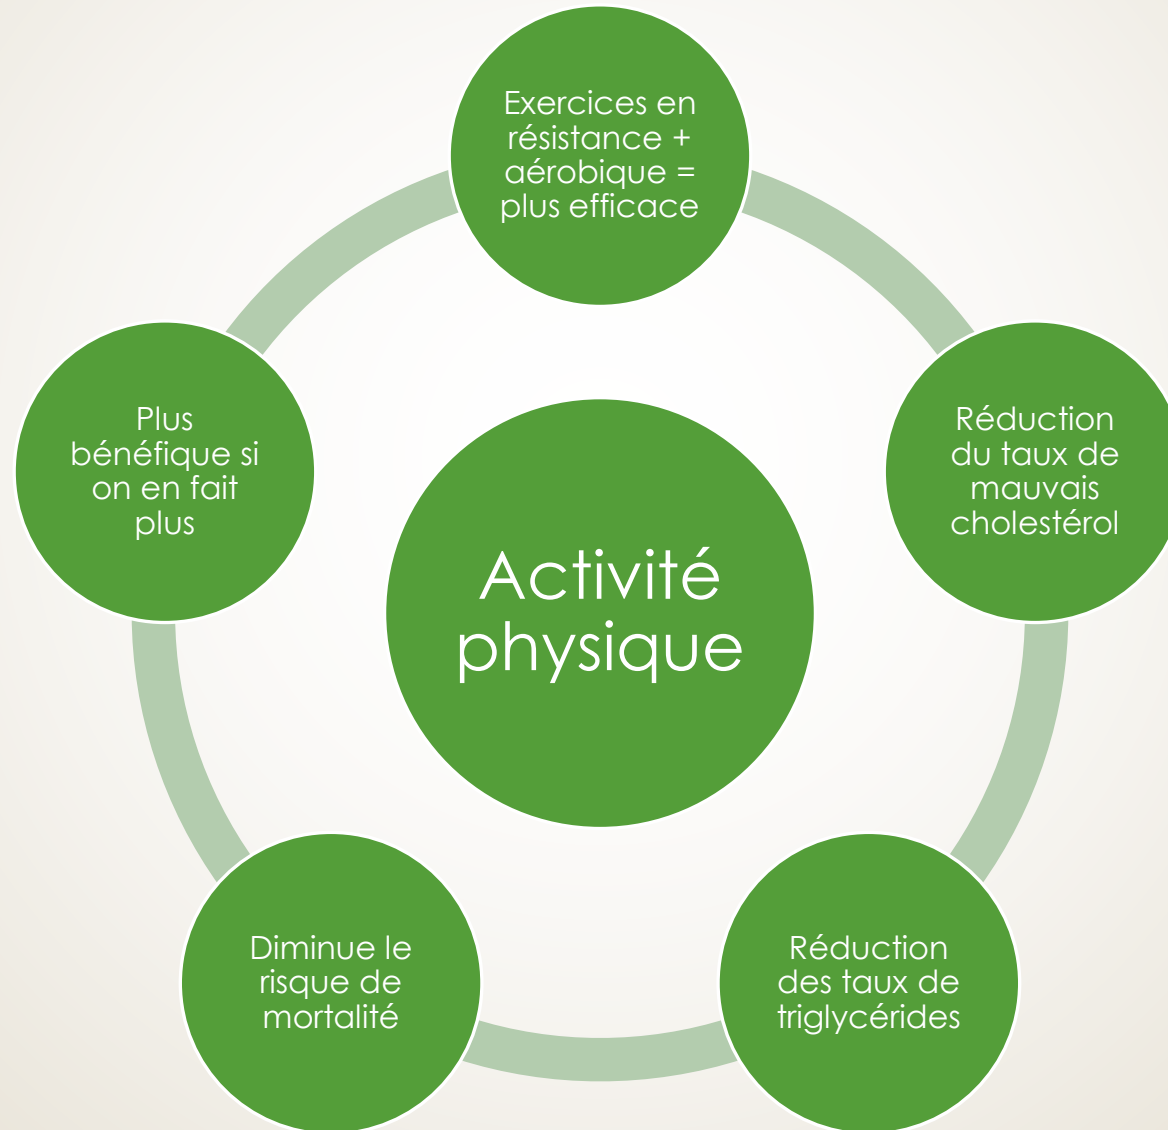 Exercices en
résistance +
aérobique =
plus efficace
Réduction
du taux de
mauvais
cholestérol
Réduction
des taux de
triglycérides
Diminue le
risque de
mortalité
Plus
bénéfique si
on en fait
plus
Activité
physique